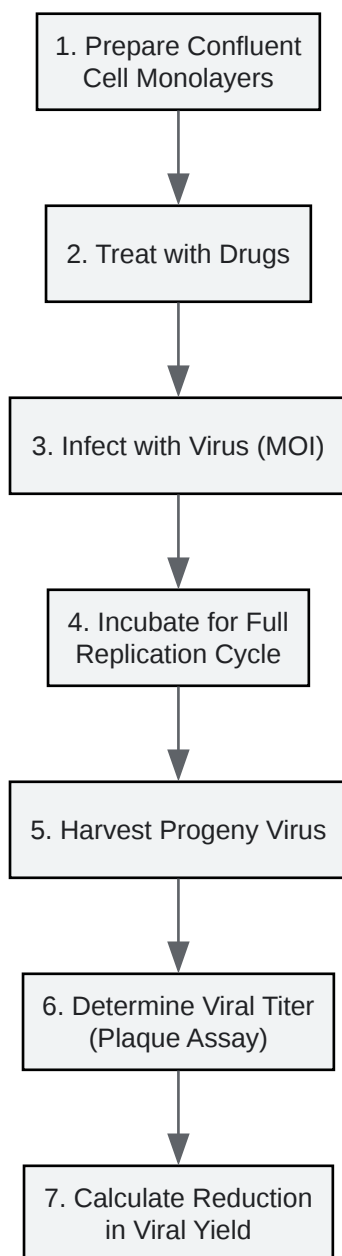 1. Prepare Confluent
Cell Monolayers
2. Treat with Drugs
3. Infect with Virus (MOI)
4. Incubate for Full
Replication Cycle
5. Harvest Progeny Virus
6. Determine Viral Titer
(Plaque Assay)
7. Calculate Reduction
in Viral Yield